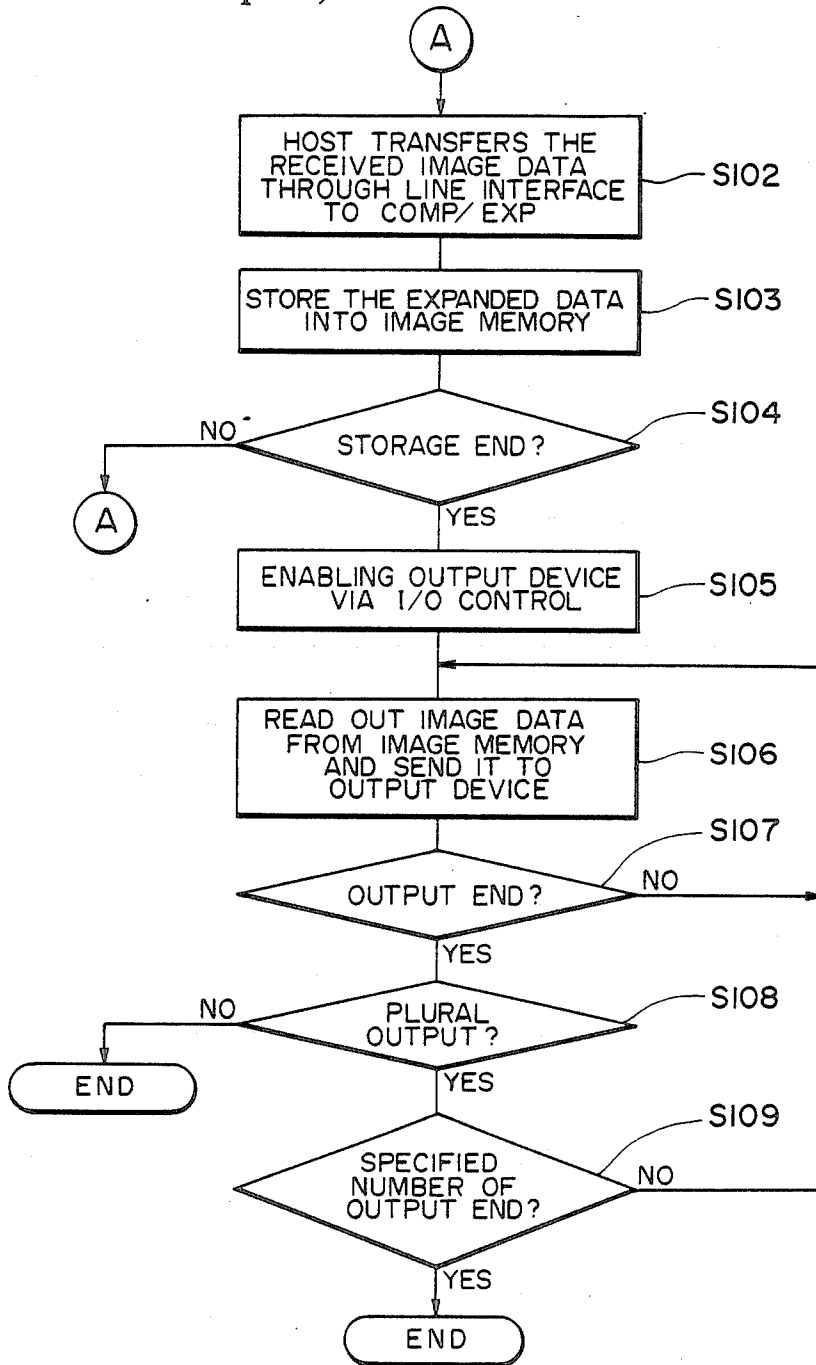 A
HOST TRANSFERS THE
RECEIVED IMAGE DATA
THROUGH LINE INTERFACE
TO COMP/EXP
S102
STORE THE EXPANDED DATA
INTO IMAGE MEMORY
S103
S104
NO
STORAGE END?
A
YES
ENABLING OUTPUT DEVICE
VIA I/O CONTROL
S105
READ OUT IMAGE DATA
FROM IMAGE MEMORY
AND SEND IT TO
OUTPUT DEVICE
S106
S107
OUTPUT END?
NO
YES
S108
NO
PLURAL
OUTPUT?
END
YES
S109
SPECIFIED
NUMBER OF
OUTPUT END?
NO
YES
END